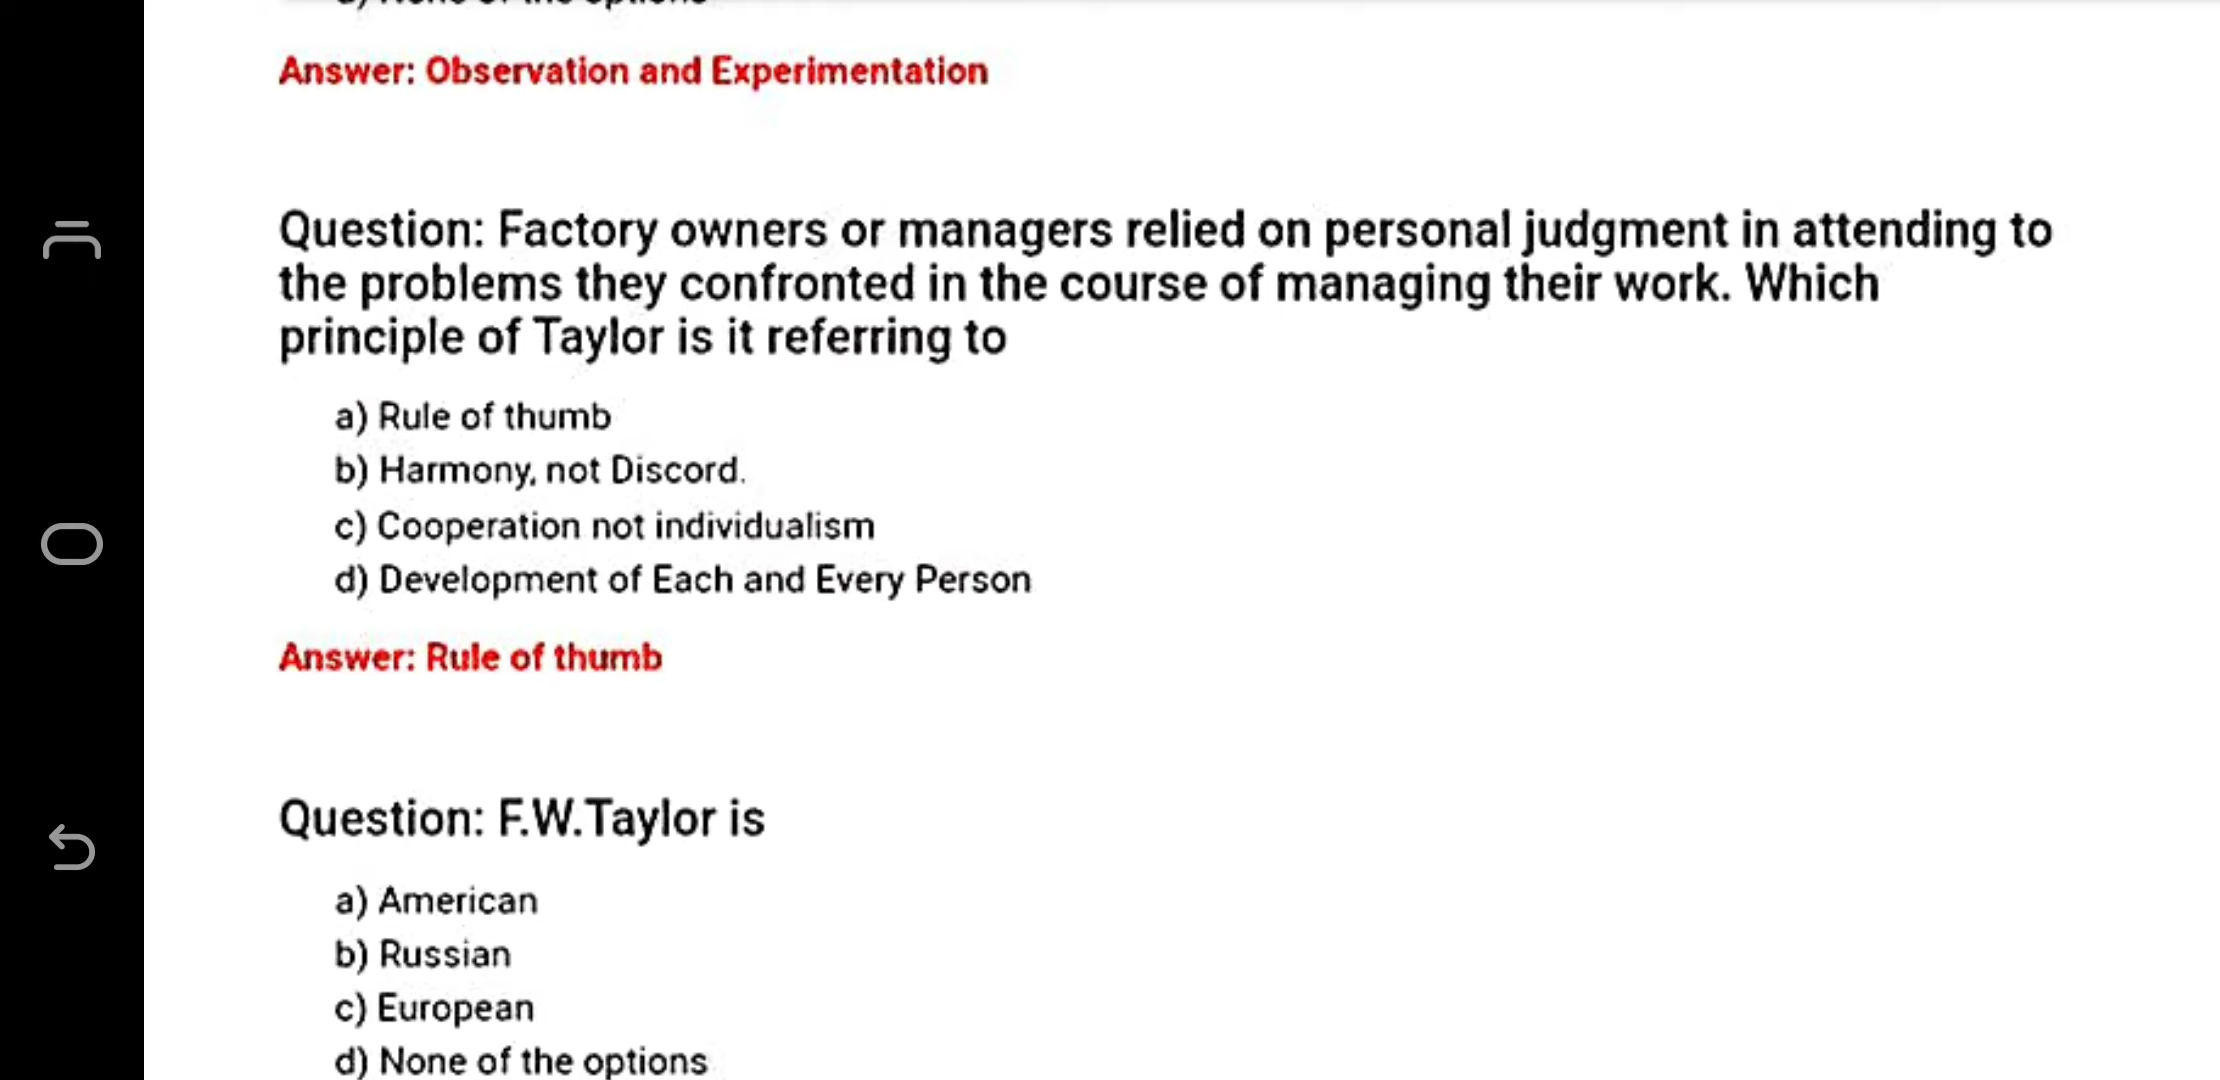 Answer: Observation and Experimentation
Question: Factory owners or managers relied on personal judgment in attending to
the problems they confronted in the course of managing their work. Which
principle of Taylor is it referring to
a) Rule of thumb
b) Harmony, not Discord.
c) Cooperation not individualism
d) Development of Each and Every Person
Answer: Rule of thumb
Question: F.W.Taylor is
a) American
b) Russian
c) European
d) None of the options